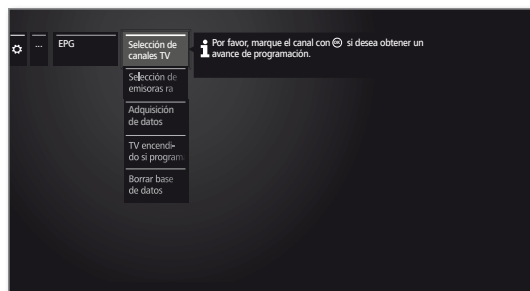 ...
EPG
Selección de
canales TV
Por favor, marque el canal con OK si desea obtener un
avance de programación.
Selección de
emisoras ra
Adquisición
de datos
TV encendi-
do si program
Borrar base
de datos